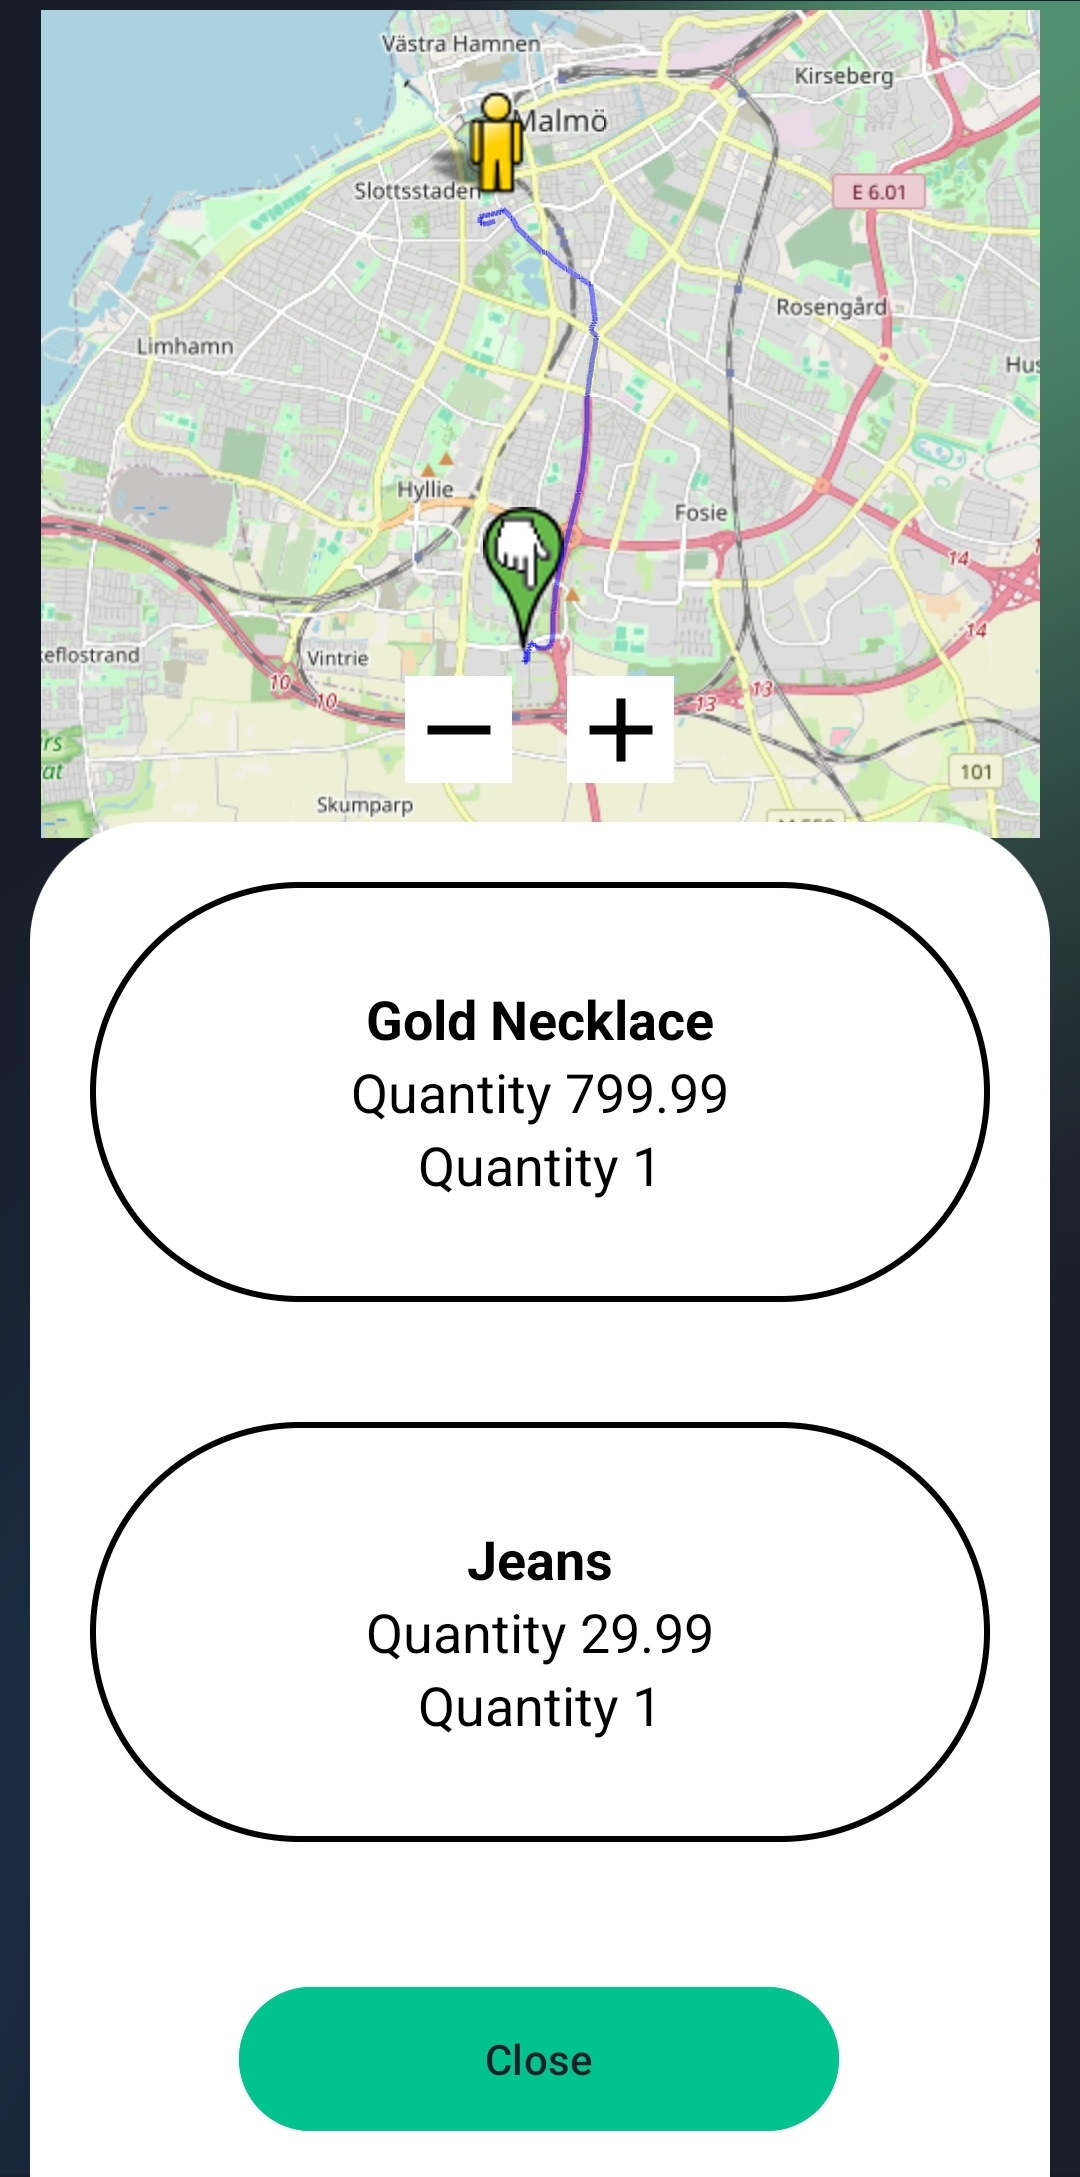 Västra Hamnen
Kirseberg
Malmö
Slottsstaden
E 6.01
Rosengård
Limhamn
Hus
Hyllie
Fosie
14
14
eflostrand
Vintrie
10
10
13
13
rs
at
101
Skumparp
Gold Necklace
Quantity 799.99
Quantity 1
Jeans
Quantity 29.99
Quantity 1
Close